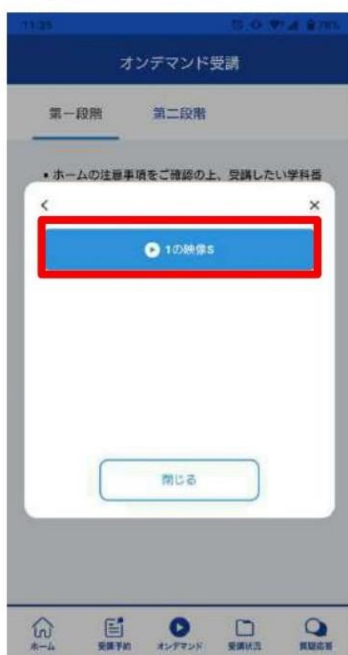 11:35
78%
オンデマンド受講
第一段階 第二段階
• ホームの注意事項をご確認の上、受講したい学科番
1の映像S
閉じる
ホーム 受講予約 オンデマンド 受講状況 質疑応答